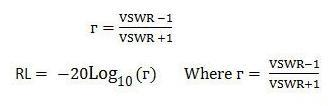 r = VSWR −1 / VSWR +1
RL = −20Log₁₀ (r) Where r = VSWR−1 / VSWR+1